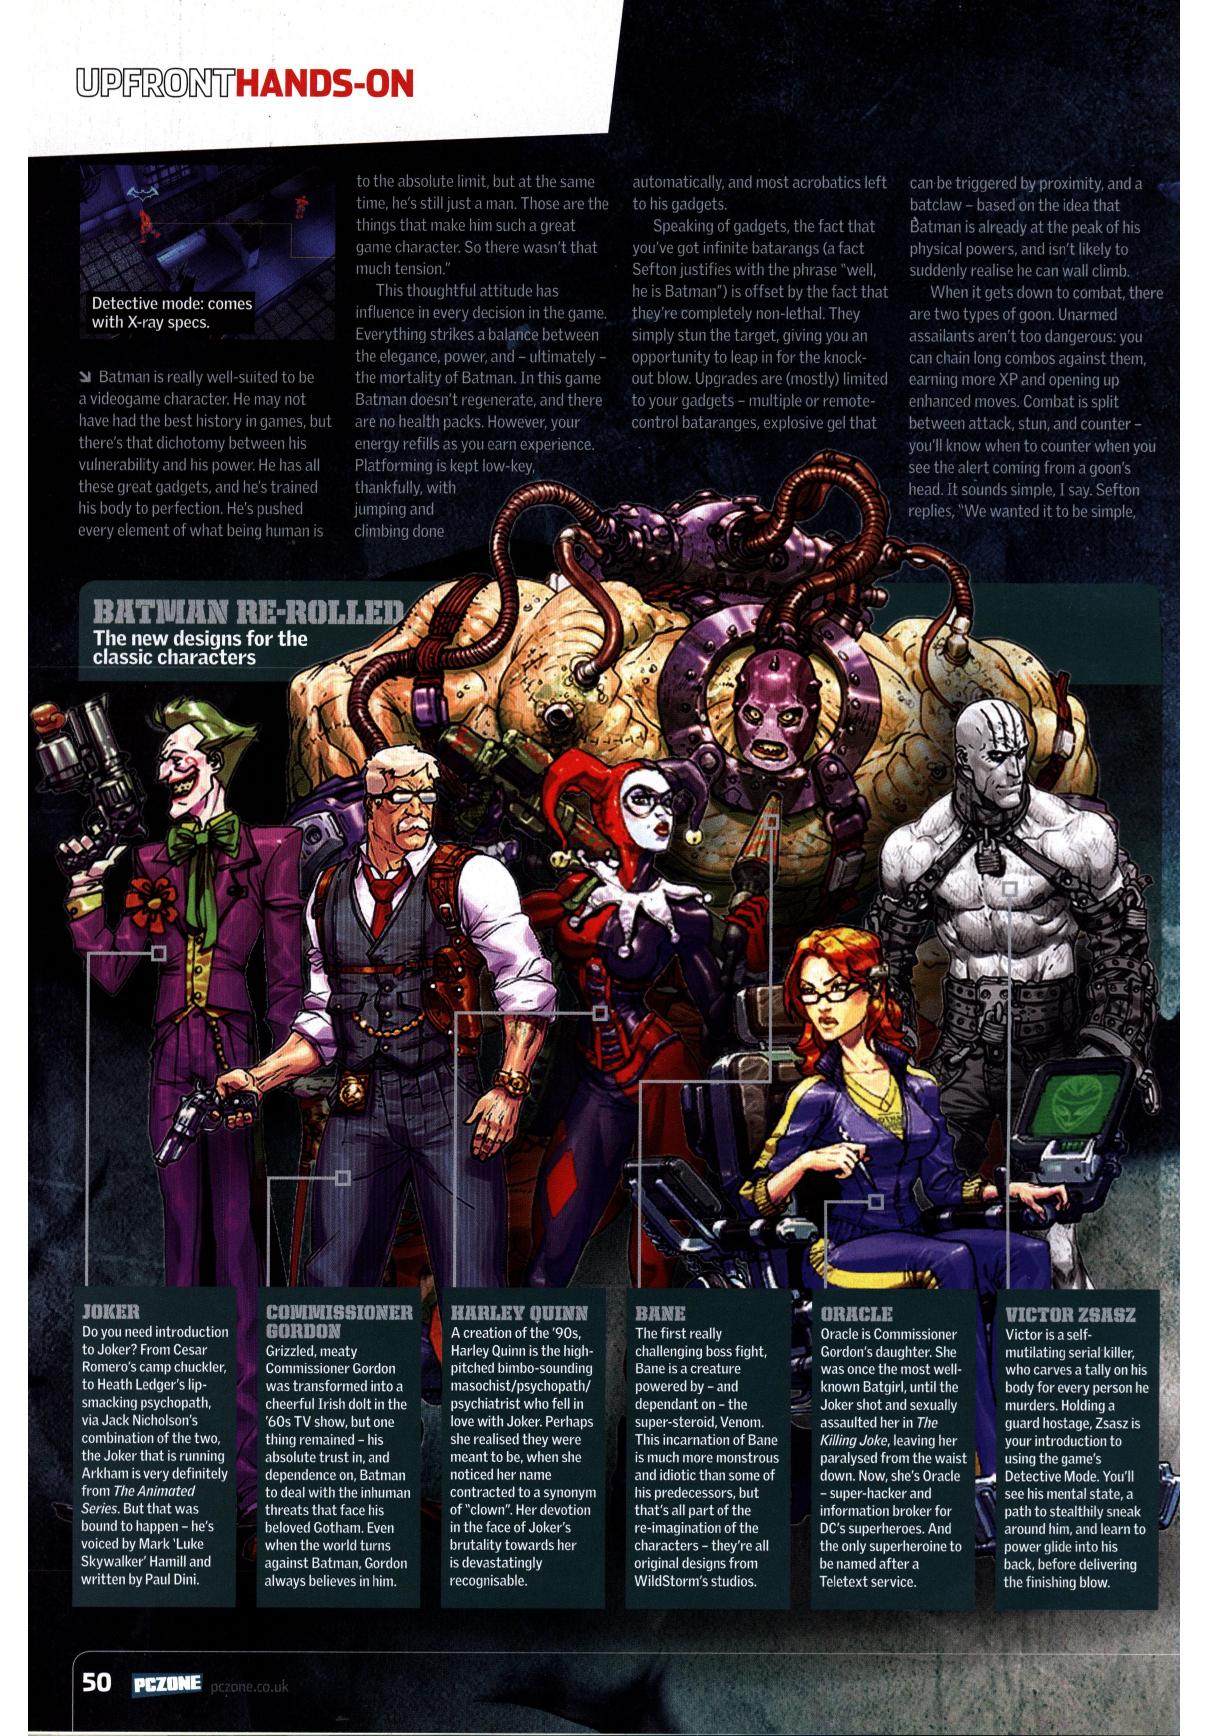 UPFRONTHANDS-ON
Detective mode: comes
with X-ray specs.
Batman is really well-suited to be
a videogame character. He may not
have had the best history in games, but
there's that dichotomy between his
vulnerability and his power. He has all
these great gadgets, and he's trained
his body to perfection. He's pushed
every element of what being human is
to the absolute limit, but at the same
time, he's still just a man. Those are the
things that make him such a great
game character. So there wasn't that
much tension."
This thoughtful attitude has
influence in every decision in the game.
Everything strikes a balance between
the elegance, power, and – ultimately –
the mortality of Batman. In this game
Batman doesn't regenerate, and there
are no health packs. However, your
energy refills as you earn experience.
Platforming is kept low-key,
thankfully, with
jumping and
climbing done
automatically, and most acrobatics left
to his gadgets.
Speaking of gadgets, the fact that
you've got infinite batarangs (a fact
Sefton justifies with the phrase "well,
he is Batman") is offset by the fact that
they're completely non-lethal. They
simply stun the target, giving you an
opportunity to leap in for the knock-
out blow. Upgrades are (mostly) limited
to your gadgets – multiple or remote-
control bataranges, explosive gel that
can be triggered by proximity, and a
batclaw – based on the idea that
Batman is already at the peak of his
physical powers, and isn't likely to
suddenly realise he can wall climb.
When it gets down to combat, there
are two types of goon. Unarmed
assailants aren't too dangerous: you
can chain long combos against them,
earning more XP and opening up
enhanced moves. Combat is split
between attack, stun, and counter –
you'll know when to counter when you
see the alert coming from a goon's
head. It sounds simple, I say. Sefton
replies, "We wanted it to be simple,
BATMAN RE-ROLLED
The new designs for the
classic characters
JOKER
Do you need introduction
to Joker? From Cesar
Romero's camp chuckler,
to Heath Ledger's lip-
smacking psychopath,
via Jack Nicholson's
combination of the two,
the Joker that is running
Arkham is very definitely
from The Animated
Series. But that was
bound to happen – he's
voiced by Mark 'Luke
Skywalker' Hamill and
written by Paul Dini.
COMMISSIONER
GORDON
Grizzled, meaty
Commissioner Gordon
was transformed into a
cheerful Irish dolt in the
'60s TV show, but one
thing remained – his
absolute trust in, and
dependence on, Batman
to deal with the inhuman
threats that face his
beloved Gotham. Even
when the world turns
against Batman, Gordon
always believes in him.
HARLEY QUINN
A creation of the '90s,
Harley Quinn is the high-
pitched bimbo-sounding
masochist/psychopath/
psychiatrist who fell in
love with Joker. Perhaps
she realised they were
meant to be, when she
noticed her name
contracted to a synonym
of "clown". Her devotion
in the face of Joker's
brutality towards her
is devastatingly
recognisable.
BANE
The first really
challenging boss fight,
Bane is a creature
powered by – and
dependant on – the
super-steroid, Venom.
This incarnation of Bane
is much more monstrous
and idiotic than some of
his predecessors, but
that's all part of the
re-imagination of the
characters – they're all
original designs from
WildStorm's studios.
ORACLE
Oracle is Commissioner
Gordon's daughter. She
was once the most well-
known Batgirl, until the
Joker shot and sexually
assaulted her in The
Killing Joke, leaving her
paralysed from the waist
down. Now, she's Oracle
– super-hacker and
information broker for
DC's superheroes. And
the only superheroine to
be named after a
Teletext service.
VICTOR ZSASZ
Victor is a self-
mutilating serial killer,
who carves a tally on his
body for every person he
murders. Holding a
guard hostage, Zsasz is
your introduction to
using the game's
Detective Mode. You'll
see his mental state, a
path to stealthily sneak
around him, and learn to
power glide into his
back, before delivering
the finishing blow.
50 PCZONE pczone.co.uk